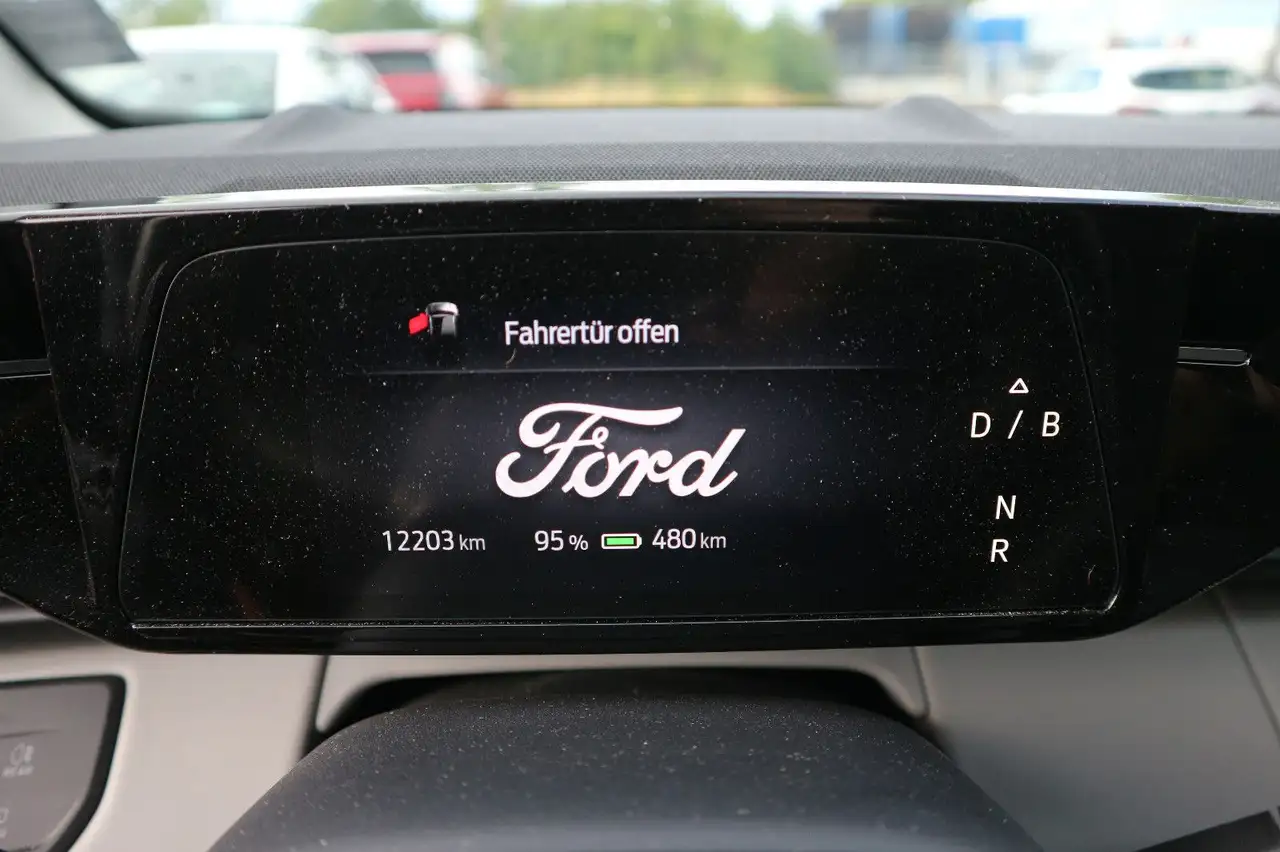 Fahrertür offen
Ford
12203 km 95 % 480 km
D / B
N
R